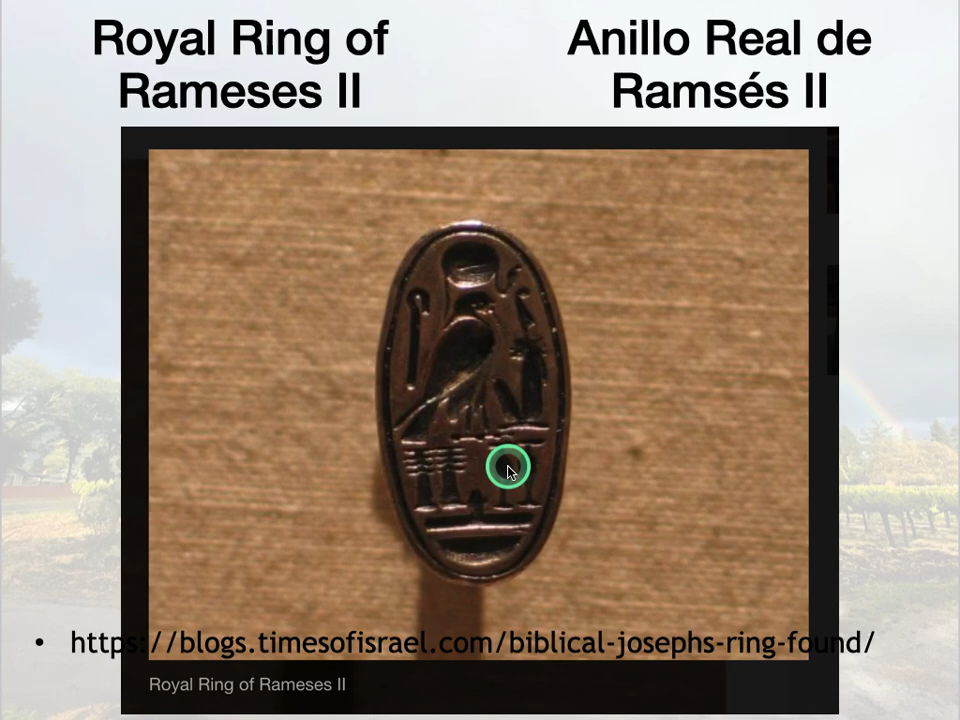 Royal Ring of
Rameses II
Anillo Real de
Ramsés II
• https://blogs.timesofisrael.com/biblical-josephs-ring-found/
Royal Ring of Rameses II